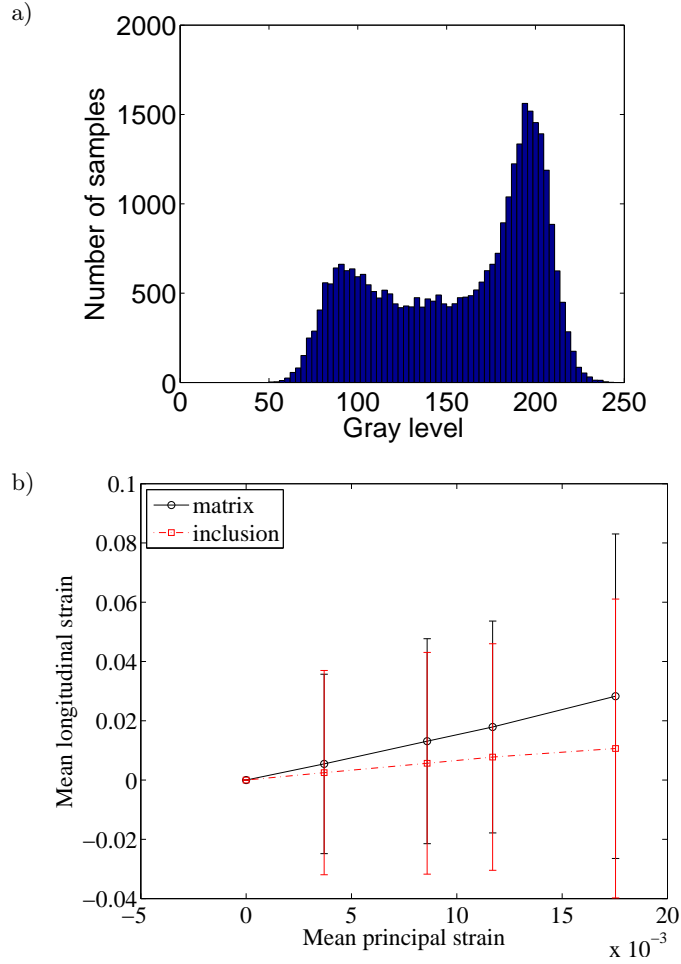 a)
2000
1500
1000
500
0
Number of samples
0 50 100 150 200 250
Gray level
b)
0.1
0.08
0.06
0.04
0.02
0
−0.02
−0.04
Mean longitudinal strain
matrix
inclusion
−5 0 5 10 15 20
Mean principal strain
x 10⁻³